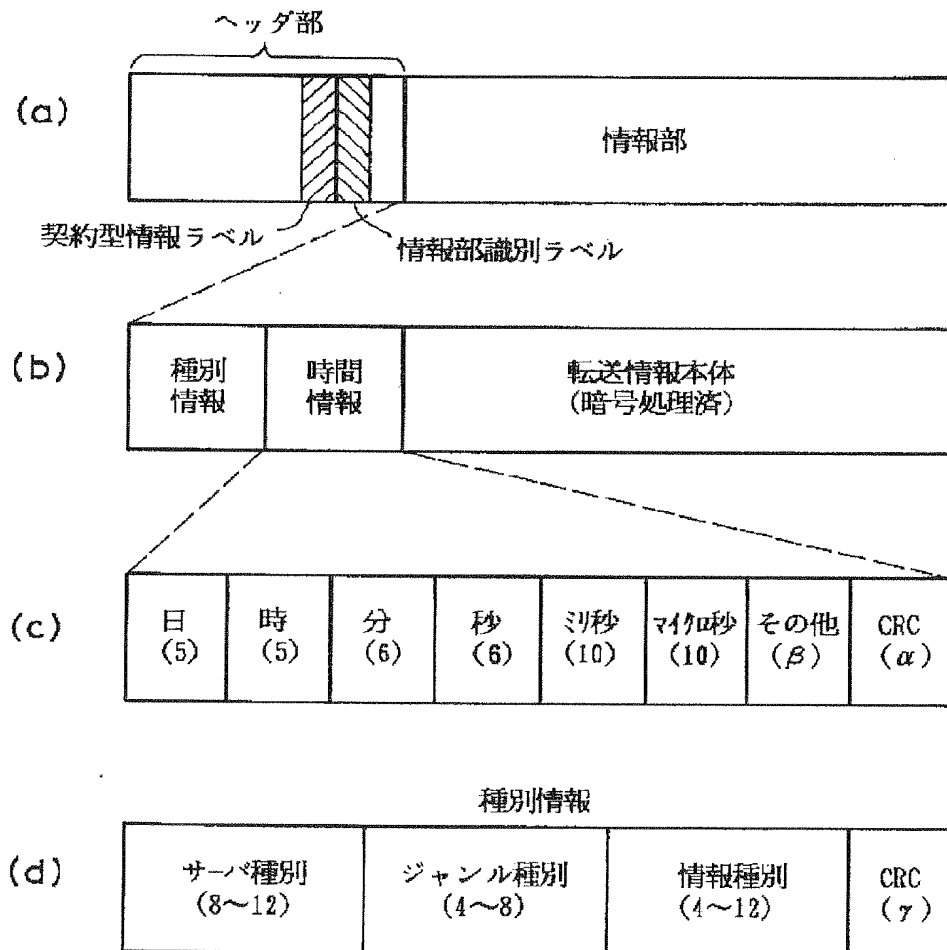 ヘッダ部
(a)
情報部
契約型情報ラベル
情報部識別ラベル
(b)
種別
情報
時間
情報
転送情報本体
(暗号処理済)
(c)
日
(5)
時
(5)
分
(6)
秒
(6)
ミリ秒
(10)
マイクロ秒
(10)
その他
(β)
CRC
(α)
種別情報
(d)
サーバ種別
(8～12)
ジャンル種別
(4～8)
情報種別
(4～12)
CRC
(γ)